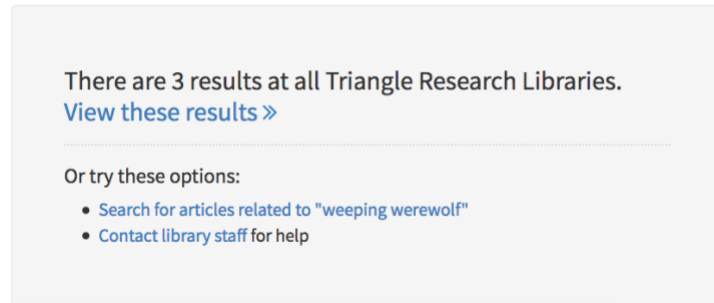 There are 3 results at all Triangle Research Libraries.
View these results »
Or try these options:
• Search for articles related to "weeping werewolf"
• Contact library staff for help